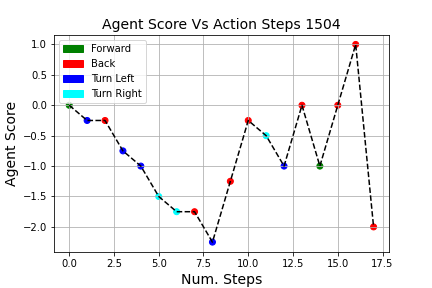 Agent Score Vs Action Steps 1504
Forward
Back
Turn Left
Turn Right
1.0
0.5
0.0
−0.5
−1.0
−1.5
−2.0
Agent Score
0.0 2.5 5.0 7.5 10.0 12.5 15.0 17.5
Num. Steps